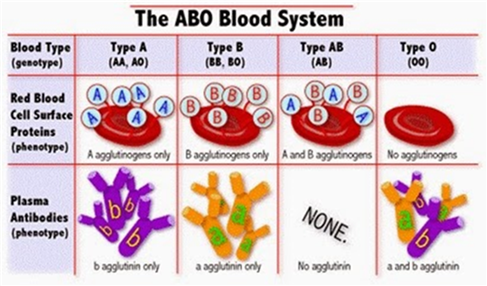 The ABO Blood System
Blood Type
(genotype)
Type A
(AA, AO)
Type B
(BB, BO)
Type AB
(AB)
Type O
(OO)
Red Blood
Cell Surface
Proteins
(phenotype)
A A A A A A
A agglutinogens only
B B B B B B
B agglutinogens only
A B A B B A
A and B agglutinogens
No agglutinogens
Plasma
Antibodies
(phenotype)
b b b b
b agglutinin only
a a a a
a agglutinin only
NONE.
No agglutinin
a b a b
a and b agglutinin